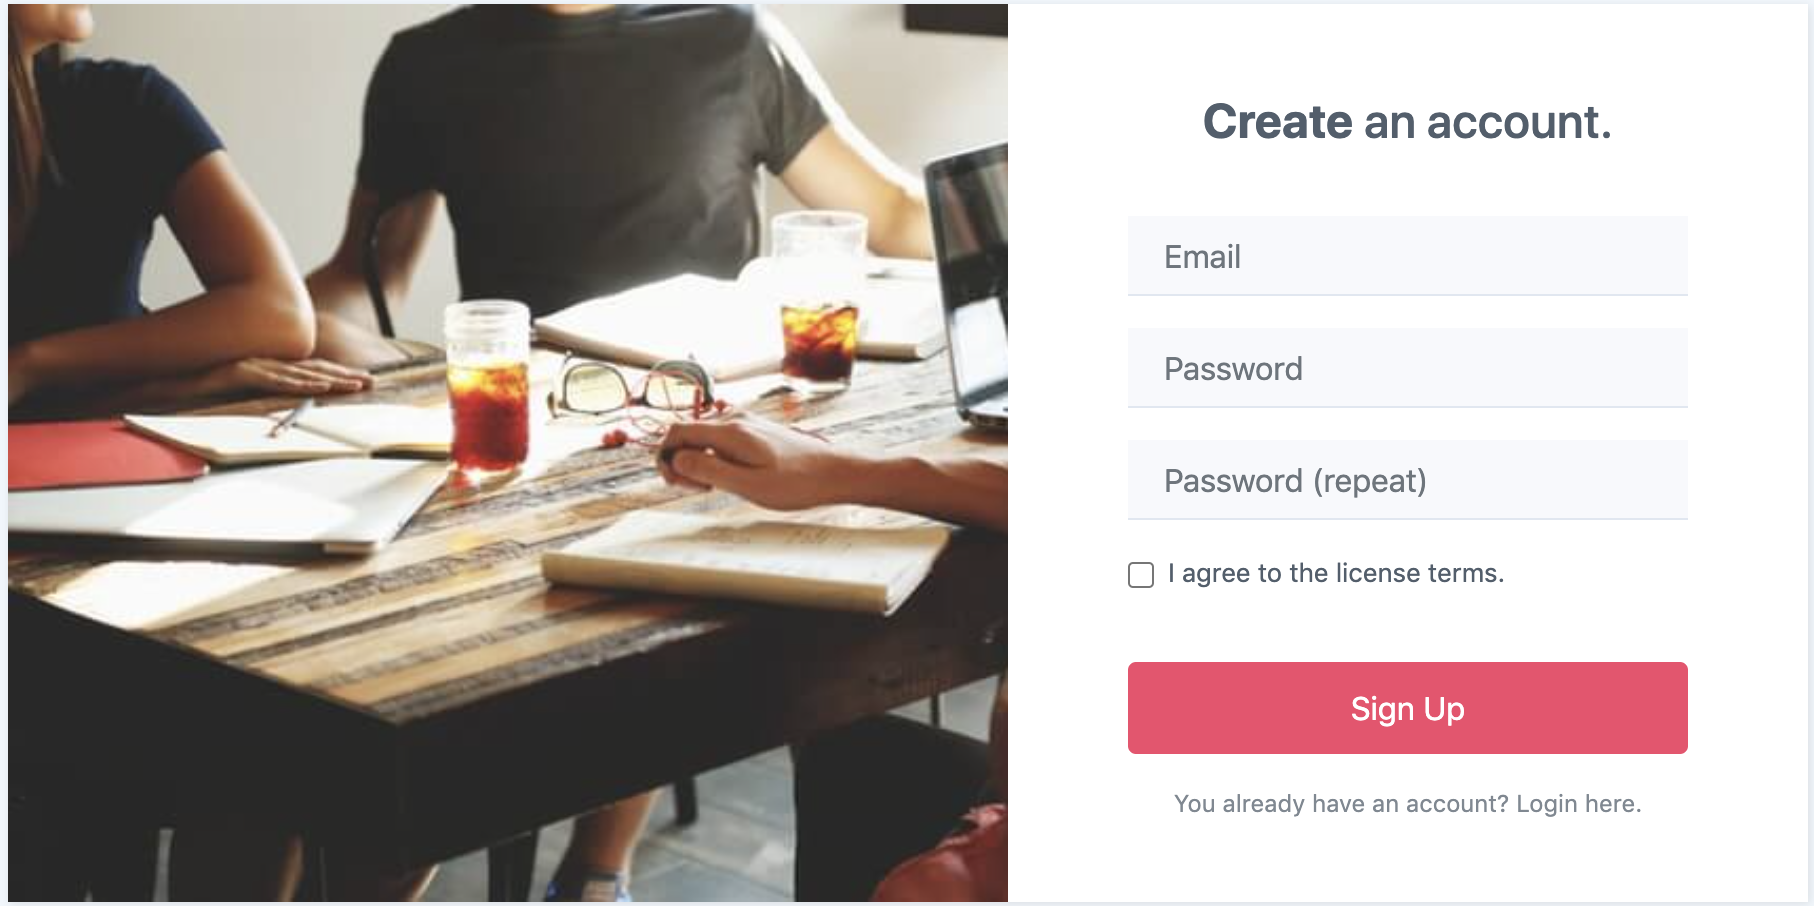 Create an account.
Email
Password
Password (repeat)
I agree to the license terms.
Sign Up
You already have an account? Login here.